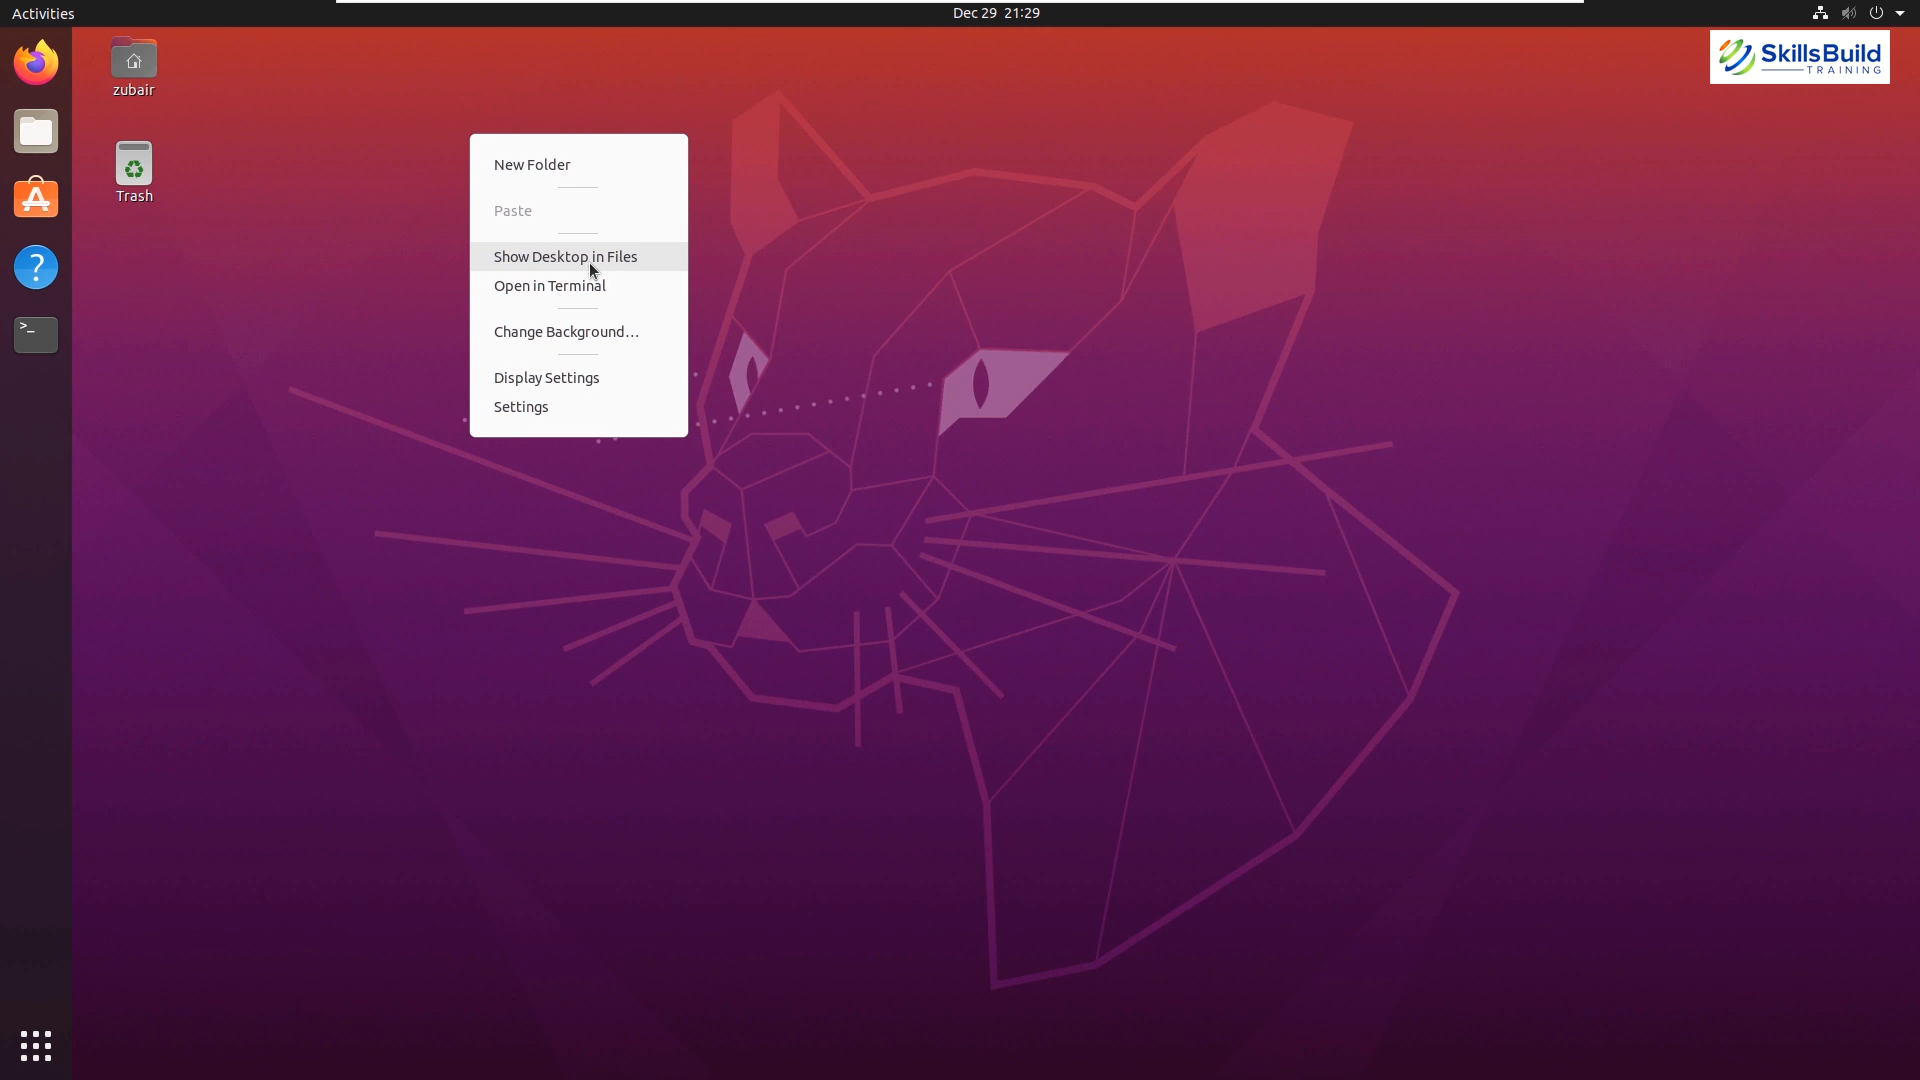 Activities
Dec 29 21:29
zubair
Trash
SkillsBuild
TRAINING
New Folder
Paste
Show Desktop in Files
Open in Terminal
Change Background…
Display Settings
Settings
?
>_